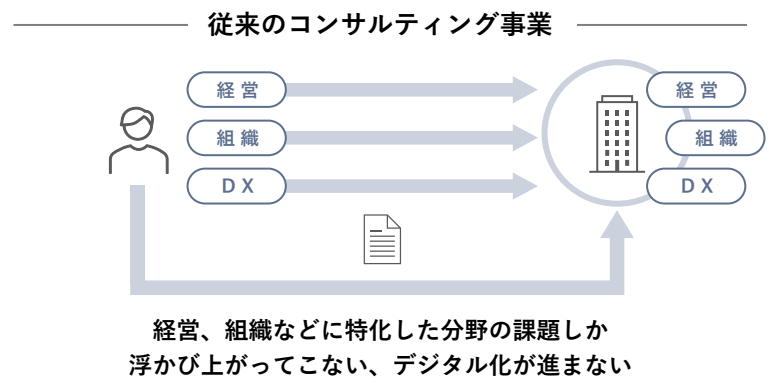 従来のコンサルティング事業
経営
経営
組織
組織
DX
DX
経営、組織などに特化した分野の課題しか
浮かび上がってこない、デジタル化が進まない